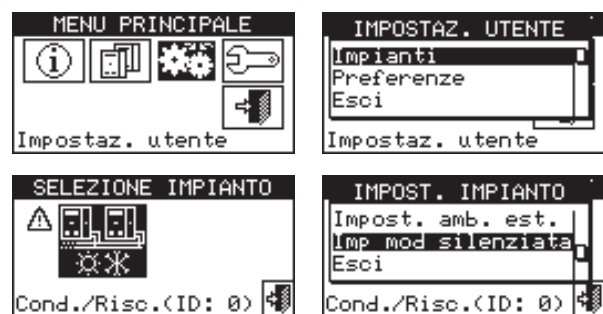 MENU PRINCIPALE
Impostaz. utente
IMPOSTAZ. UTENTE
Impianti
Preferenze
Esci
Impostaz. utente
SELEZIONE IMPIANTO
Cond./Risc.(ID: 0)
IMPOST. IMPIANTO
Impost. amb. est.
Imp mod silenziata
Esci
Cond./Risc.(ID: 0)